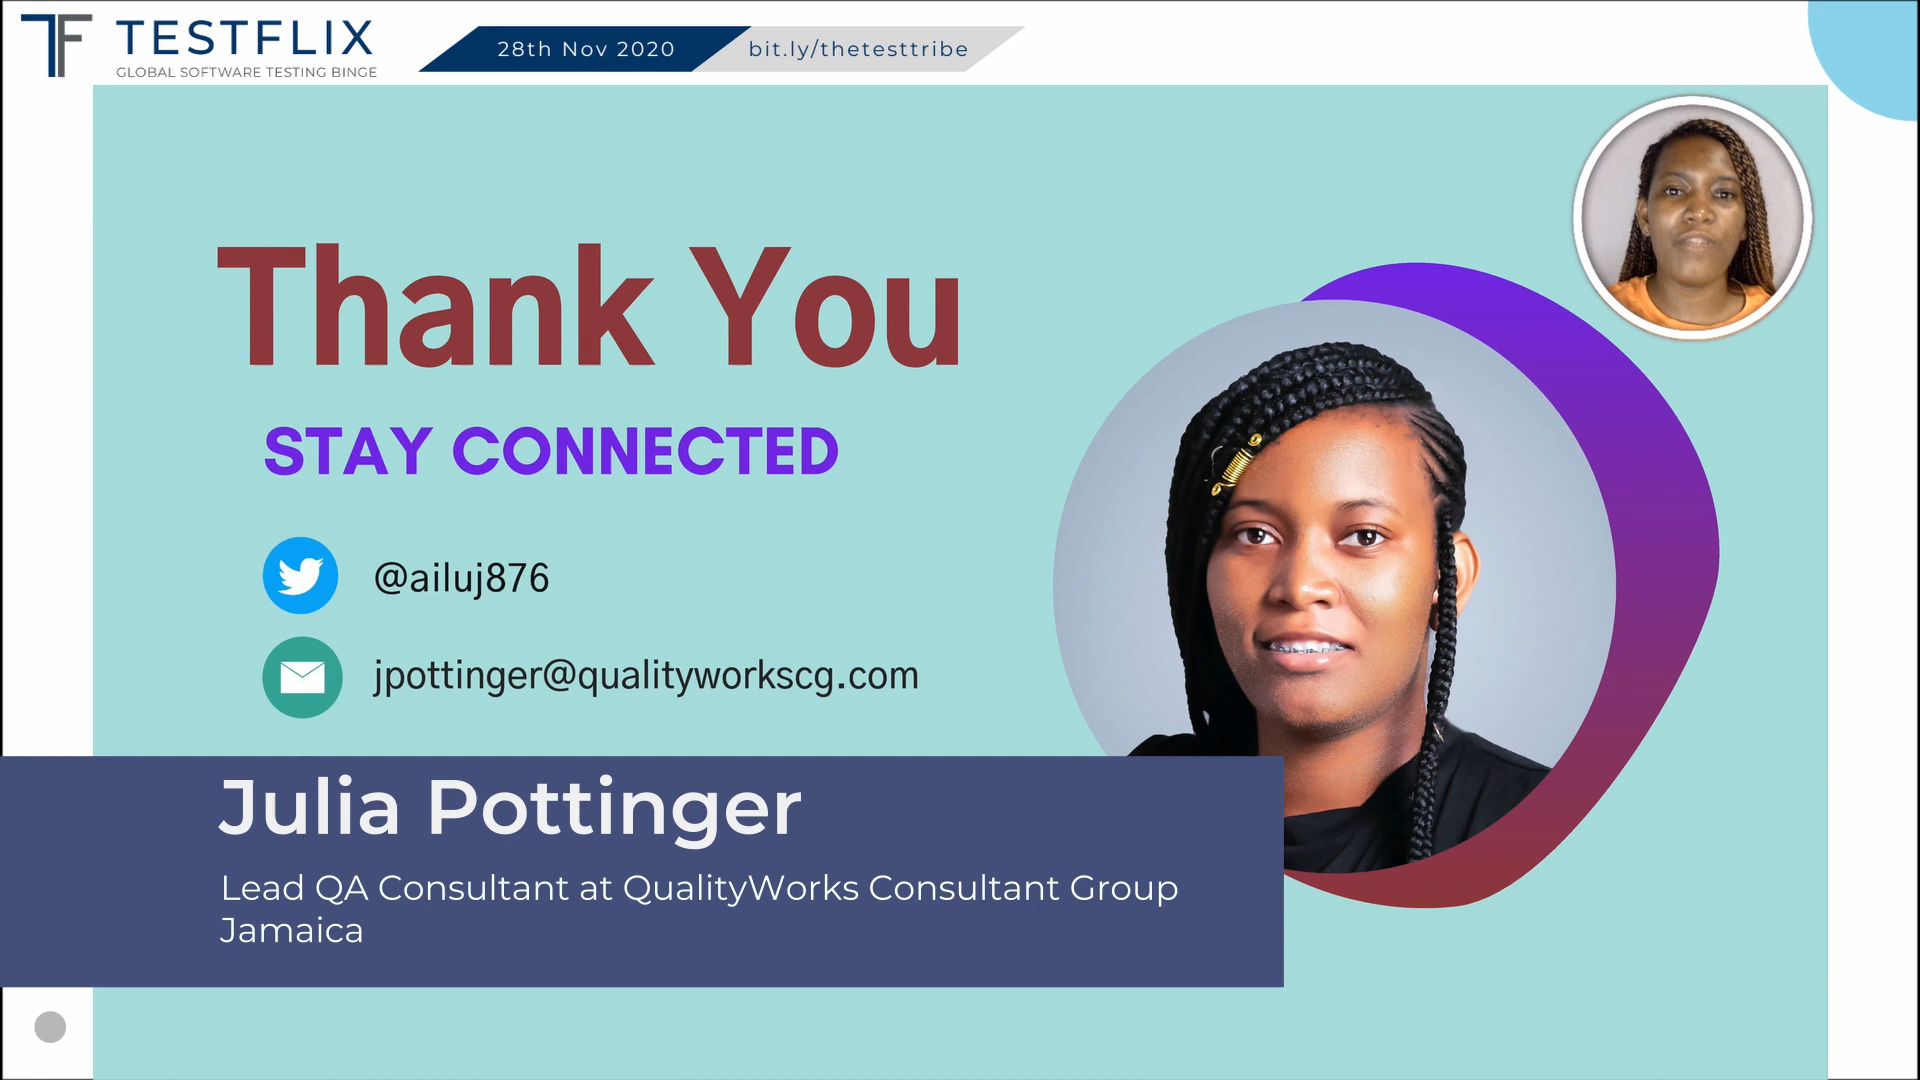 TF TESTFLIX
GLOBAL SOFTWARE TESTING BINGE
28th Nov 2020
bit.ly/thetesttribe
Thank You
STAY CONNECTED
@ailuj876
jpottinger@qualityworkscg.com
Julia Pottinger
Lead QA Consultant at QualityWorks Consultant Group
Jamaica